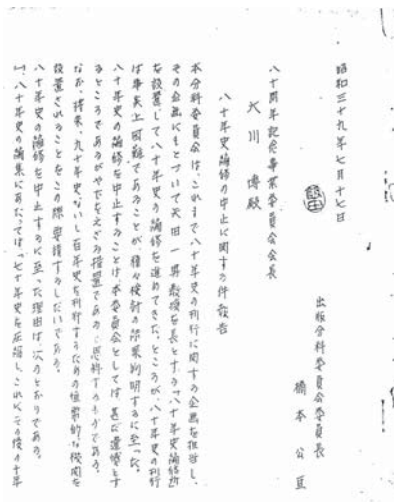 昭和三十九年七月十七日
出版分科委員会委員長
橋本公亘
八十周年記念事業委員会会長
大川博殿
八十年史編修の中止に関する件報告
本分科委員会は、これまで八十年史の刊行に関する企画を担当し、
その企画にもとづいて天田一男教授を長とする「八十年史編修所」
を設置して八十年史の編修を進めてきた。ところが、八十年史の刊行
は事実上困難であることが、種々検討の結果判明するに至った。
八十年史の編修を中止することは、本委員会としては、甚だ遺憾とす
るところであるがやむをえざる措置であると思料するものである。
なお、将来、九十年史ないし百年史を刊行するための恒常的な機関を
設置されることをこの際要請するしだいである。
八十年史の編修を中止するに至った理由は次のとおりである。
一、八十年史の編集にあたっては「七十年史を圧縮し、これにその後の十年